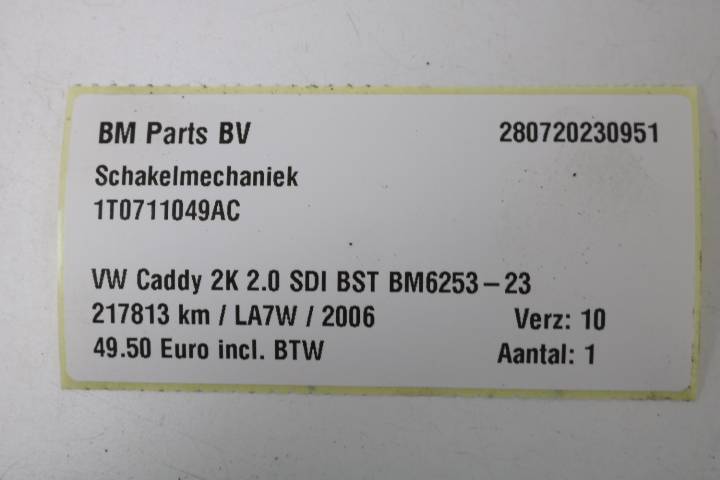 BM Parts BV 280720230951
Schakelmechaniek
1T0711049AC
VW Caddy 2K 2.0 SDI BST BM6253-23
217813 km / LA7W / 2006 Verz: 10
49.50 Euro incl. BTW Aantal: 1